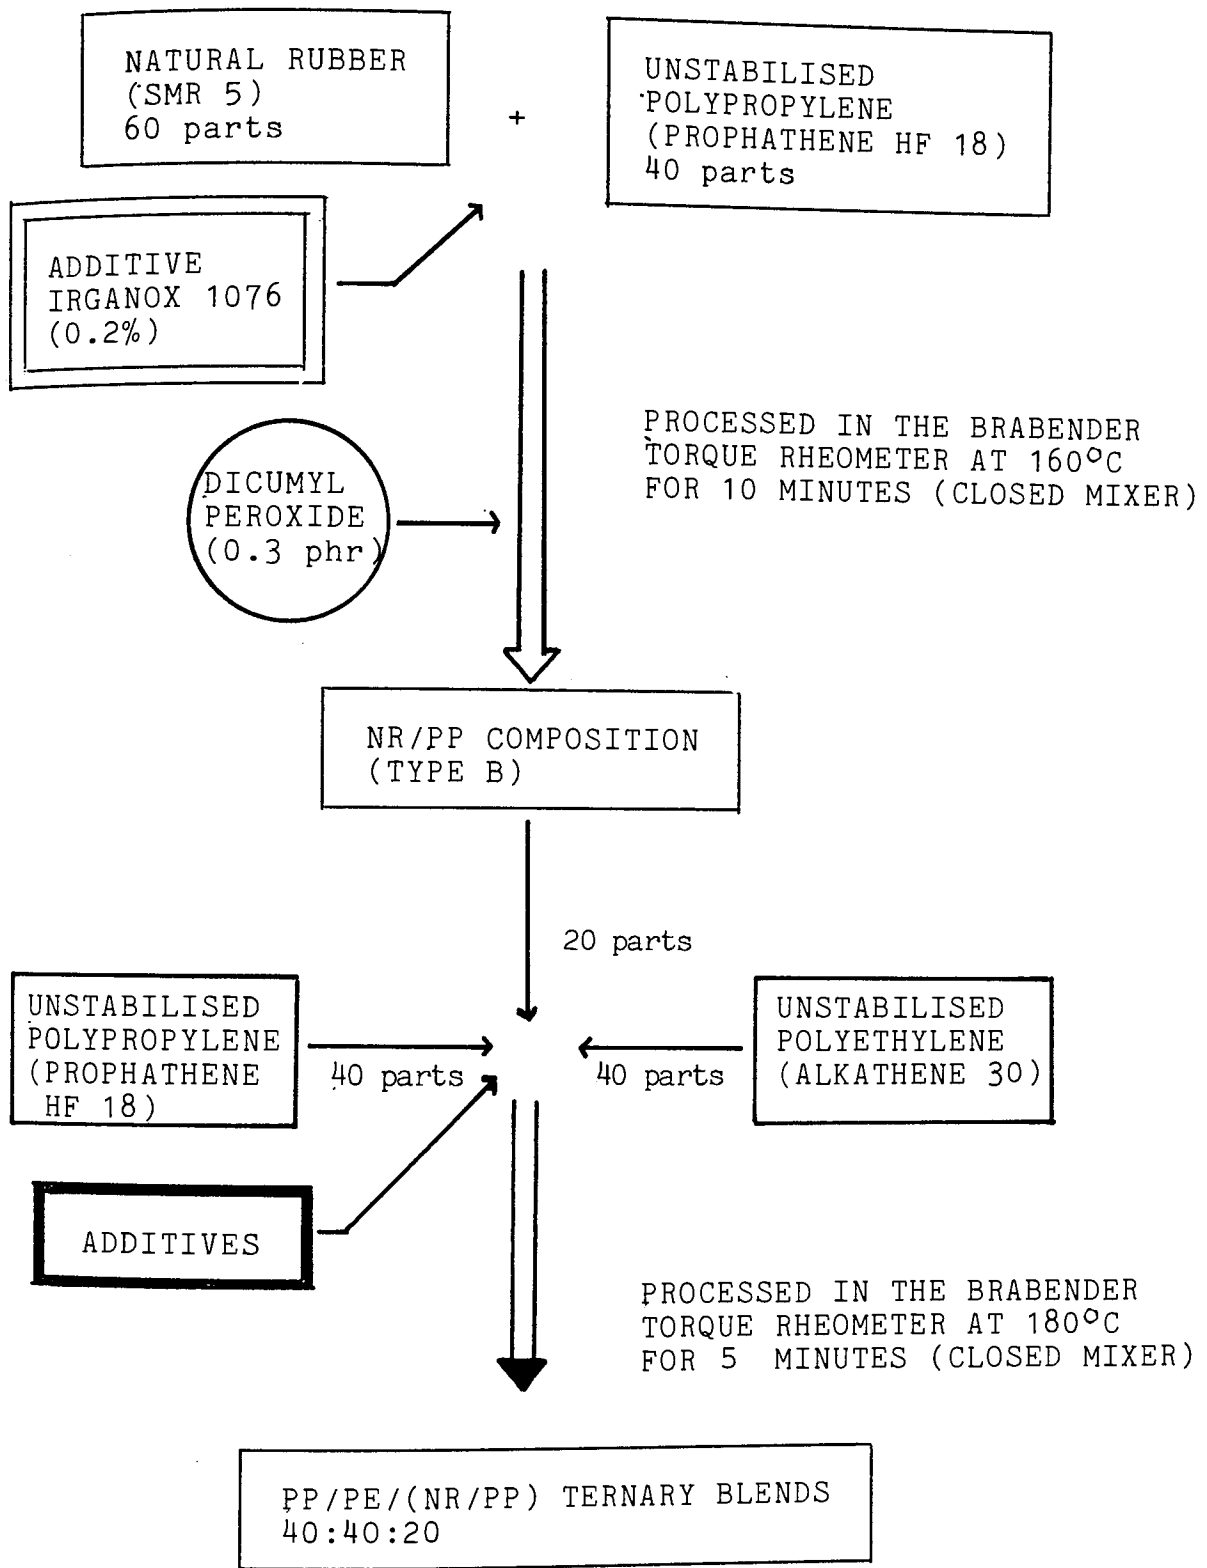 NATURAL RUBBER
(SMR 5)
60 parts
+
UNSTABILISED
POLYPROPYLENE
(PROPHATHENE HF 18)
40 parts
ADDITIVE
IRGANOX 1076
(0.2%)
PROCESSED IN THE BRABENDER
TORQUE RHEOMETER AT 160°C
FOR 10 MINUTES (CLOSED MIXER)
DICUMYL
PEROXIDE
(0.3 phr)
NR/PP COMPOSITION
(TYPE B)
20 parts
UNSTABILISED
POLYPROPYLENE
(PROPHATHENE
HF 18)
40 parts
40 parts
UNSTABILISED
POLYETHYLENE
(ALKATHENE 30)
ADDITIVES
PROCESSED IN THE BRABENDER
TORQUE RHEOMETER AT 180°C
FOR 5 MINUTES (CLOSED MIXER)
PP/PE/(NR/PP) TERNARY BLENDS
40:40:20